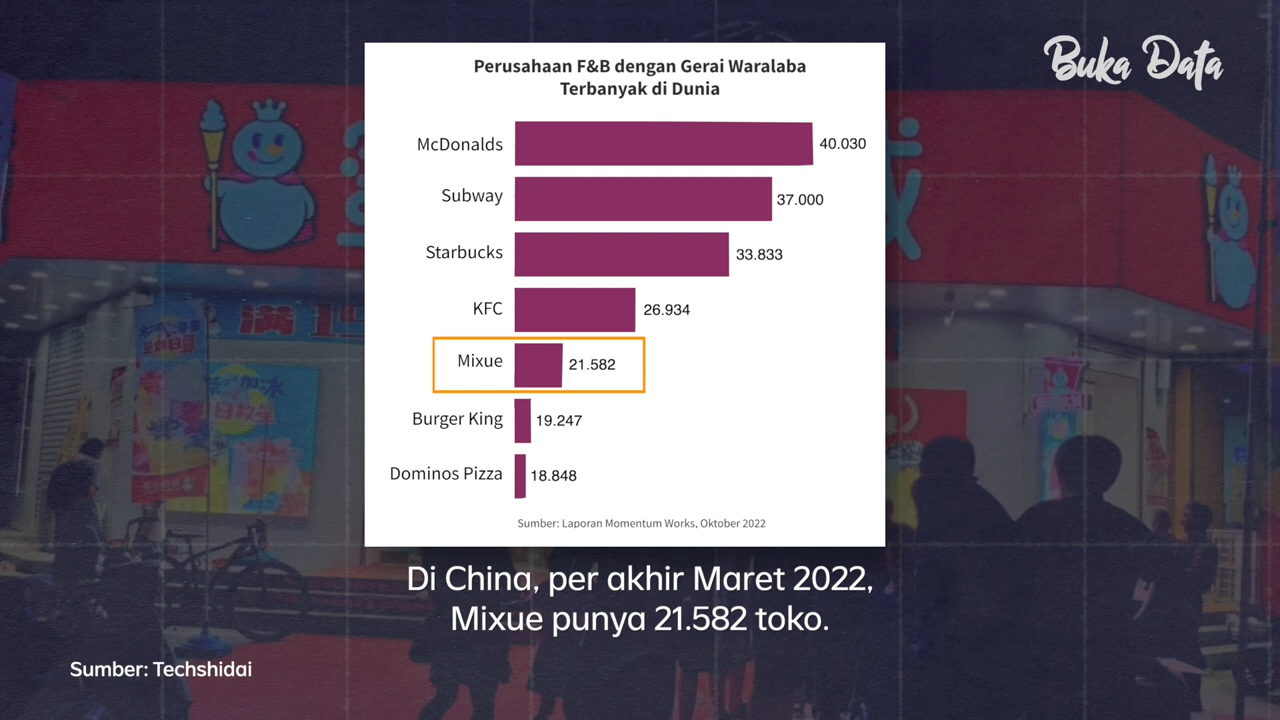 Buka Data
Perusahaan F&B dengan Gerai Waralaba
Terbanyak di Dunia
McDonalds 40.030
Subway 37.000
Starbucks 33.833
KFC 26.934
Mixue 21.582
Burger King 19.247
Dominos Pizza 18.848
Sumber: Laporan Momentum Works, Oktober 2022
Di China, per akhir Maret 2022,
Mixue punya 21.582 toko.
Sumber: Techshidai